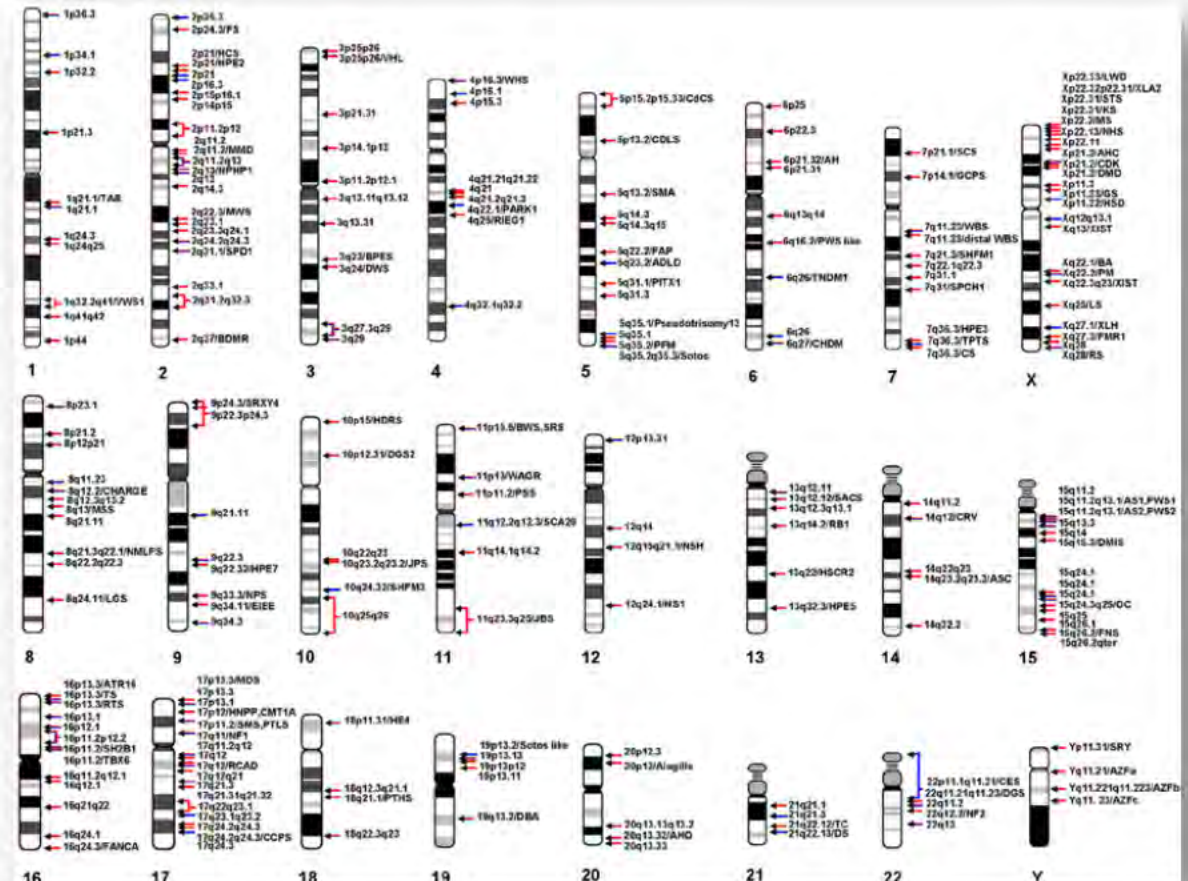 1p36.3
1p34.1
1p32.2
1p21.3
1q21.1/TAR
1q21.1
1q24.3
1q24q25
1q32.2q41/VWS1
1q41q42
1q44
1
2p25.3
2p24.3/FS
2p21/HCS
2p21/HPE2
2p21
2p16.3
2p15p16.1
2p14p15
2p11.2p12
2q11.2
2q11.2/MMD
2q11.2q13
2q13/NPHP1
2q13
2q14.3
2q22.3/MWS
2q23.1
2q23.3q24.1
2q24.2q24.3
2q31.1/SPD1
2q33.1
2q31.2q32.3
2q37/BDMR
2
3p25p26
3p25p26/VHL
3p21.31
3p14.1p13
3p11.2p12.1
3q13.11q13.12
3q13.31
3q23/BPES
3q24/DWS
3q27.3q29
3q29
3
4p16.3/WHS
4p16.1
4p15.3
4q21.21q21.22
4q21
4q21.2q21.3
4q22.1/PARK1
4q25/RIEG1
4q32.1q32.2
4
5p15.2p15.33/CdCS
5p13.2/CDLS
5q13.2/SMA
5q14.3
5q14.3q15
5q22.2/FAP
5q23.2/ADLD
5q31.1/PITX1
5q31.3
5q35.1/Pseudotrisomy13
5q35.1
5q35.2/PFM
5q35.2q35.3/Sotos
5
6p25
6p22.3
6p21.32/AH
6p21.31
6q13q14
6q16.2/PWS like
6q26/TNDM1
6q26
6q27/CHDM
6
7p21.1/SCS
7p14.1/GCPS
7q11.23/WBS
7q11.23/distal WBS
7q21.3/SHFM1
7q22.1q22.3
7q31.1
7q31/SPCH1
7q36.3/HPE3
7q36.3/TPTS
7q36.3/CS
7
Xp22.33/LWD
Xp22.32p22.31/XLA2
Xp22.31/STS
Xp22.31/KS
Xp22.2/MS
Xp22.13/NHS
Xp22.11
Xp21.2/AHC
Xp21.2/CDK
Xp21.2/DMD
Xp11.3
Xp11.23/GS
Xp11.22/HSD
Xq12q13.1
Xq13/XIST
Xq22.1/BA
Xq22.2/PM
Xq22.3q23/XIST
Xq25/LS
Xq27.1/XLH
Xq27.3/FMR1
Xq28
Xq28/RS
X
8p23.1
8p21.2
8p12p21
8q11.23
8q12.2/CHARGE
8q12.3q13.2
8q13/MSS
8q21.11
8q21.3q22.1/NMLFS
8q22.2q22.3
8q24.11/LGS
8
9p24.3/SRXY4
9p22.3p24.3
9q21.11
9q22.3
9q22.33/HPE7
9q33.3/NPS
9q34.11/EIEE
9q34.3
9
10p15/HDRS
10p12.31/DGS2
10q22q23
10q23.2q23.2/JPS
10q24.33/SHFM3
10q25q26
10
11p15.5/BWS,SRS
11p13/WAGR
11p11.2/PSS
11q12.2q12.3/SCA20
11q14.1q14.2
11q23.3q25/JBS
11
12p13.31
12q14
12q15q21.1/NSH
12q24.1/NS1
12
13q12.11
13q12.12/SACS
13q12.3q13.1
13q14.2/RB1
13q22/HSCR2
13q32.3/HPE5
13
14q11.2
14q12/CRV
14q22q23
14q23.2q23.3/ASC
14q32.2
14
15q11.2
15q11.2q13.1/AS1,PWS1
15q11.2q13.1/AS2,PWS2
15q13.3
15q14
15q15.3/DMIS
15q24.1
15q24.1
15q24.1
15q24.3q25/OC
15q25
15q26.1
15q26.2/FNS
15q26.2qter
15
16p13.3/ATR16
16p13.3/TS
16p13.3/RTS
16p13.1
16p12.1
16p11.2p12.2
16p11.2/SH2B1
16p11.2/TBX6
16q11.2q12.1
16q12.1
16q21q22
16q24.1
16q24.3/FANCA
16
17p13.3/MDS
17p13.3
17p13.1
17p12/HNPP,CMT1A
17p11.2/SMS,PTLS
17q11/NF1
17q11.2q12
17q12
17q12/RCAD
17q12q21
17q21.3
17q21.31q21.32
17q22q23.1
17q23.1q23.2
17q24.2q24.3
17q24.2q24.3/CCPS
17q24.3
17
18p11.31/HE4
18q12.3q21.1
18q21.1/PTHS
18q22.3q23
18
19p13.2/Sotos like
19p13.13
19p13p12
19p13.11
19q13.2/DBA
19
20p12.3
20p12/Alagille
20q13.13q13.2
20q13.32/AHO
20q13.33
20
21q21.1
21q21.3
21q22.12/TC
21q22.13/DS
21
22p11.1q11.21/CES
22q11.21q11.23/DGS
22q11.2
22q12.2/NF2
22q13
22
Yp11.31/SRY
Yq11.21/AZFa
Yq11.221q11.223/AZFb
Yq11.23/AZFc
Y